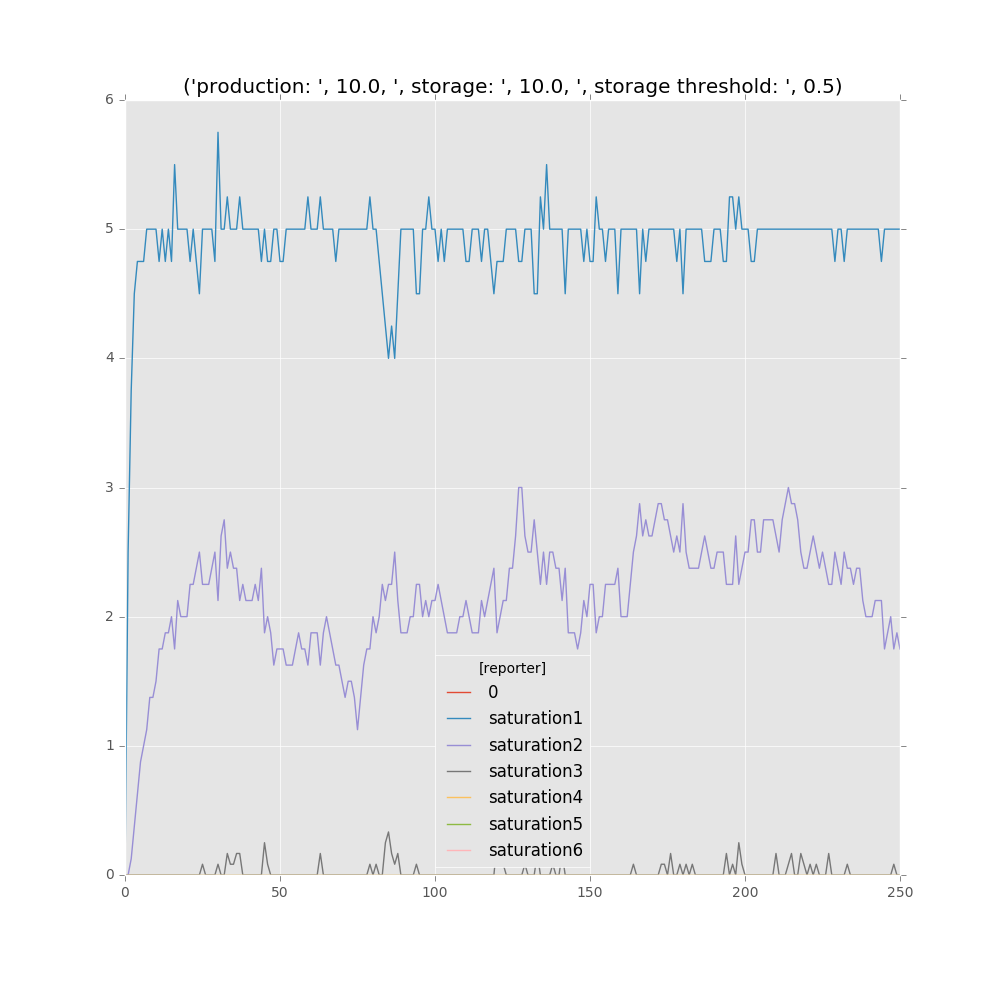 ('production: ', 10.0, ', storage: ', 10.0, ', storage threshold: ', 0.5)
6
5
4
3
2
1
0
[reporter]
0
saturation1
saturation2
saturation3
saturation4
saturation5
saturation6
0 50 100 150 200 250